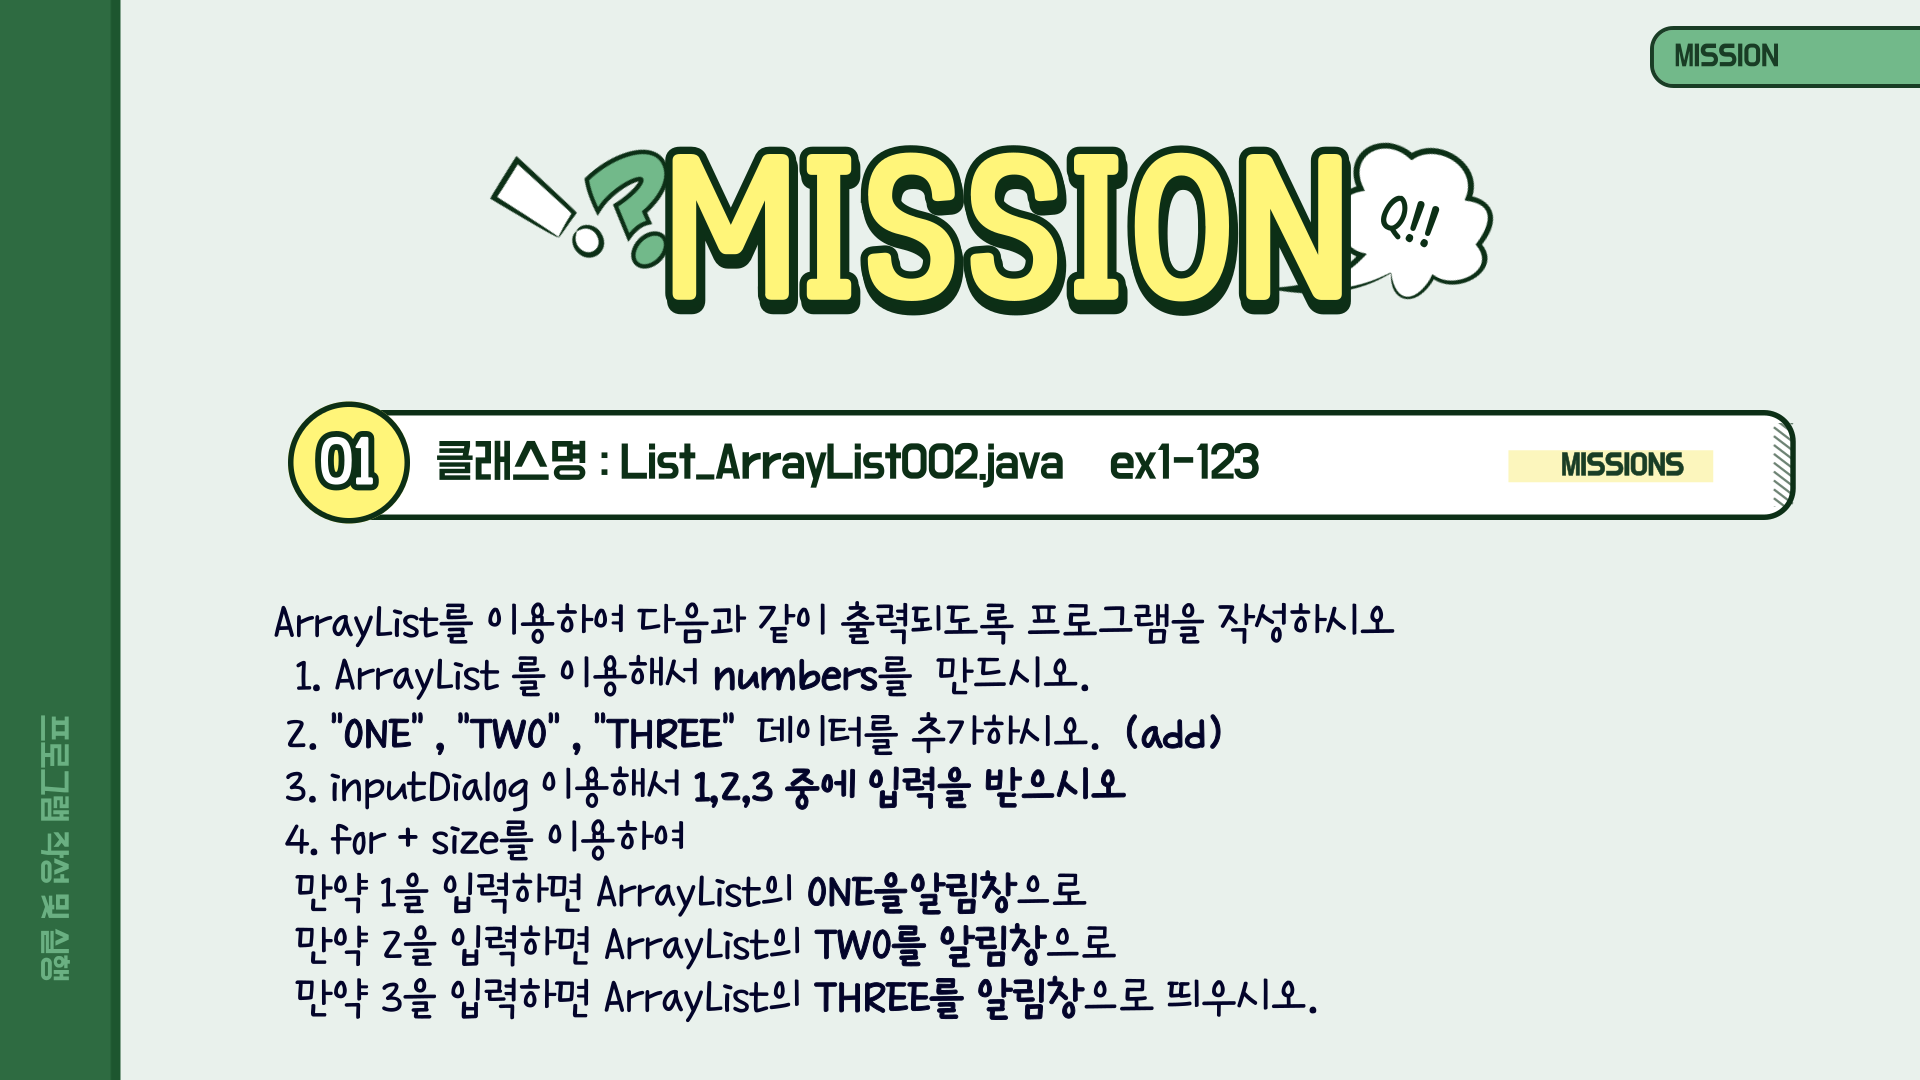 MISSION
!?MISSION
Q!!
01 클래스명 : List_ArrayList002.java ex1-123 MISSIONS
ArrayList를 이용하여 다음과 같이 출력되도록 프로그램을 작성하시오
1. ArrayList 를 이용해서 numbers를 만드시오.
2. "ONE" , "TWO" , "THREE" 데이터를 추가하시오. (add)
3. inputDialog 이용해서 1,2,3 중에 입력을 받으시오
4. for + size를 이용하여
만약 1을 입력하면 ArrayList의 ONE을알림창으로
만약 2을 입력하면 ArrayList의 TWO를 알림창으로
만약 3을 입력하면 ArrayList의 THREE를 알림창으로 띄우시오.
프로그램 작성 및 실행